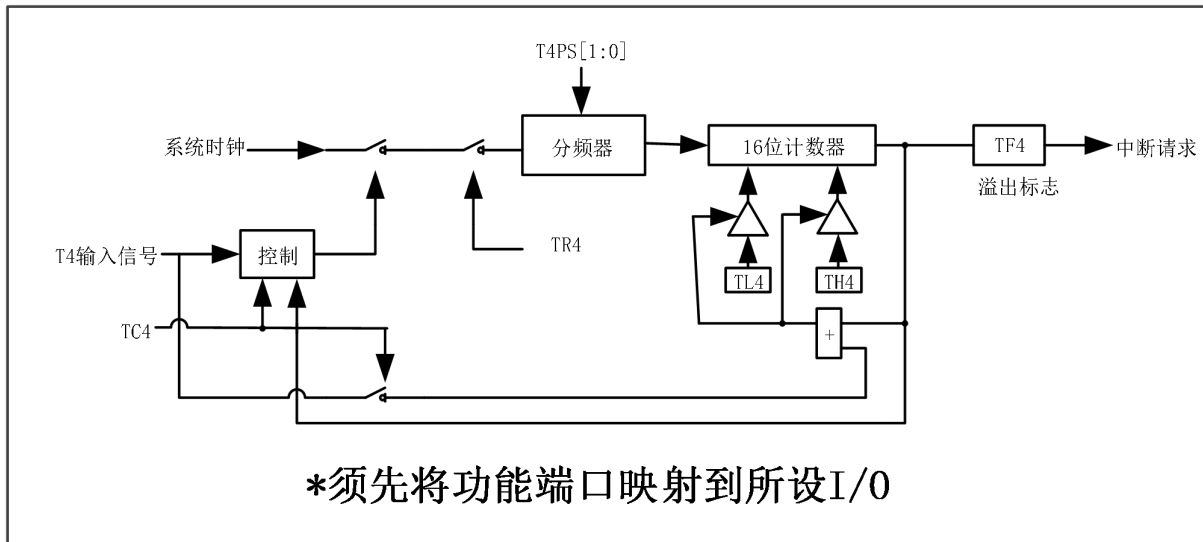 T4PS[1:0]
系统时钟
分频器
16位计数器
TF4
中断请求
溢出标志
T4输入信号
控制
TR4
TL4
TH4
TC4
+
*须先将功能端口映射到所设I/O